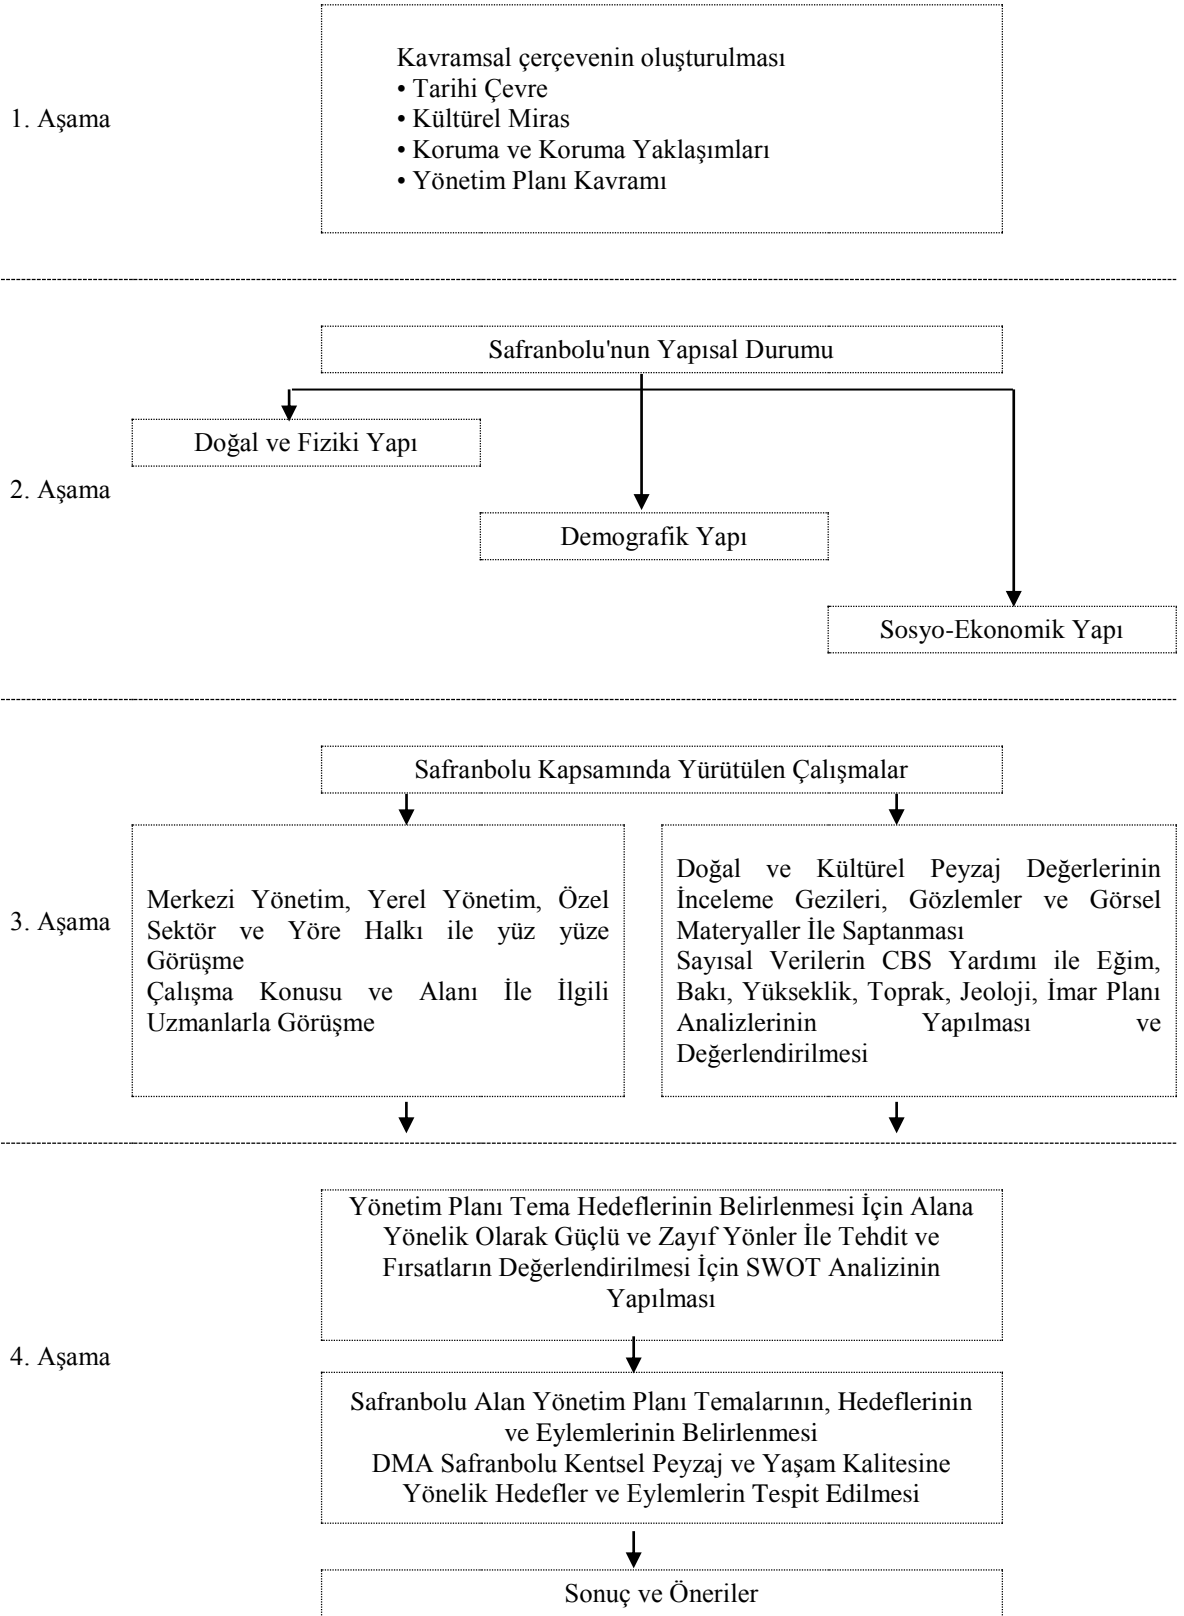 Kavramsal çerçevenin oluşturulması
• Tarihi Çevre
1. Aşama
• Kültürel Miras
• Koruma ve Koruma Yaklaşımları
• Yönetim Planı Kavramı
Safranbolu'nun Yapısal Durumu
Doğal ve Fiziki Yapı
2. Aşama
Demografik Yapı
Sosyo-Ekonomik Yapı
Safranbolu Kapsamında Yürütülen Çalışmalar
3. Aşama
Merkezi Yönetim, Yerel Yönetim, Özel
Sektör ve Yöre Halkı ile yüz yüze
Görüşme
Çalışma Konusu ve Alanı İle İlgili
Uzmanlarla Görüşme
Doğal ve Kültürel Peyzaj Değerlerinin
İnceleme Gezileri, Gözlemler ve Görsel
Materyaller İle Saptanması
Sayısal Verilerin CBS Yardımı ile Eğim,
Bakı, Yükseklik, Toprak, Jeoloji, İmar Planı
Analizlerinin Yapılması ve
Değerlendirilmesi
Yönetim Planı Tema Hedeflerinin Belirlenmesi İçin Alana
Yönelik Olarak Güçlü ve Zayıf Yönler İle Tehdit ve
Fırsatların Değerlendirilmesi İçin SWOT Analizinin
Yapılması
4. Aşama
Safranbolu Alan Yönetim Planı Temalarının, Hedeflerinin
ve Eylemlerinin Belirlenmesi
DMA Safranbolu Kentsel Peyzaj ve Yaşam Kalitesine
Yönelik Hedefler ve Eylemlerin Tespit Edilmesi
Sonuç ve Öneriler